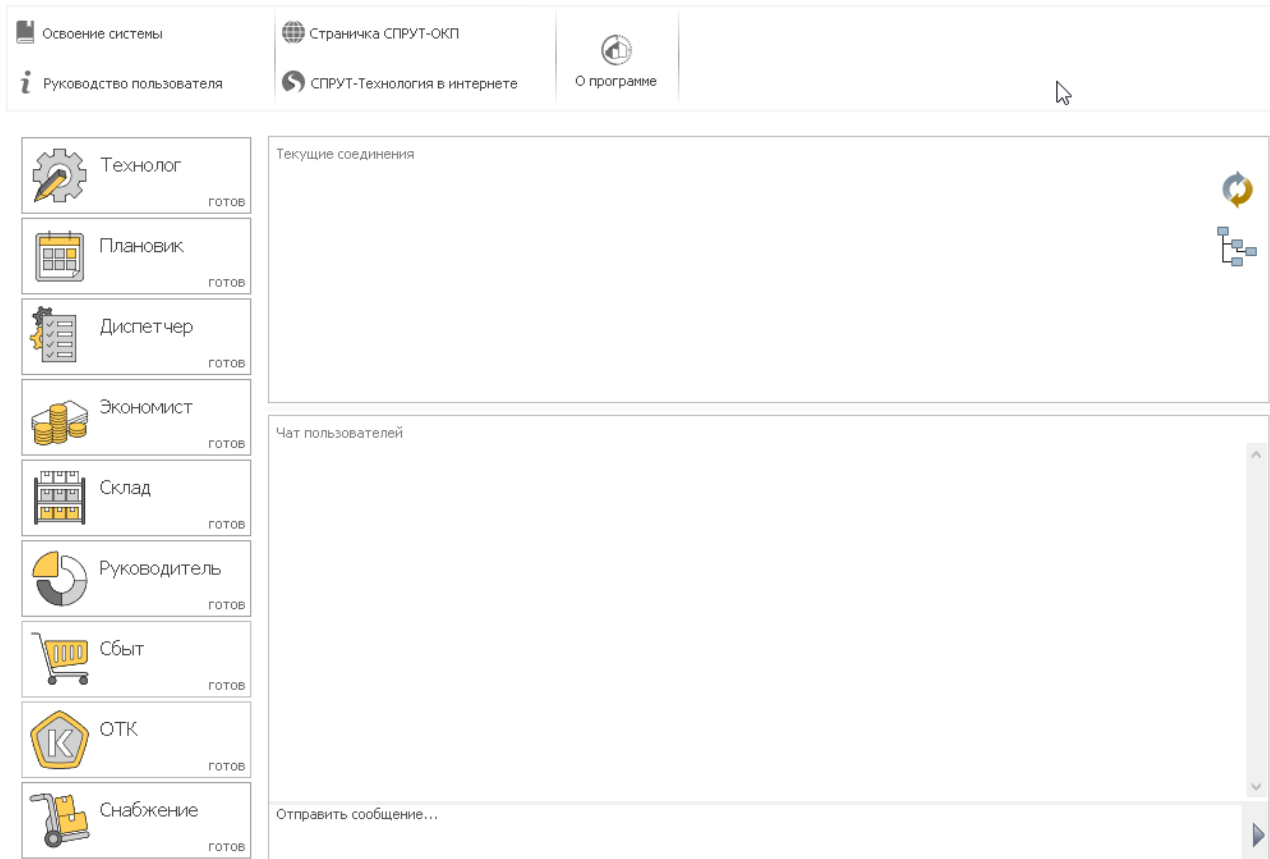 Освоение системы
Страничка СПРУТ-ОКП
Руководство пользователя
СПРУТ-Технология в интернете
О программе
Технолог
готов
Плановик
готов
Диспетчер
готов
Экономист
готов
Склад
готов
Руководитель
готов
Сбыт
готов
ОТК
готов
Снабжение
готов
Текущие соединения
Чат пользователей
Отправить сообщение...